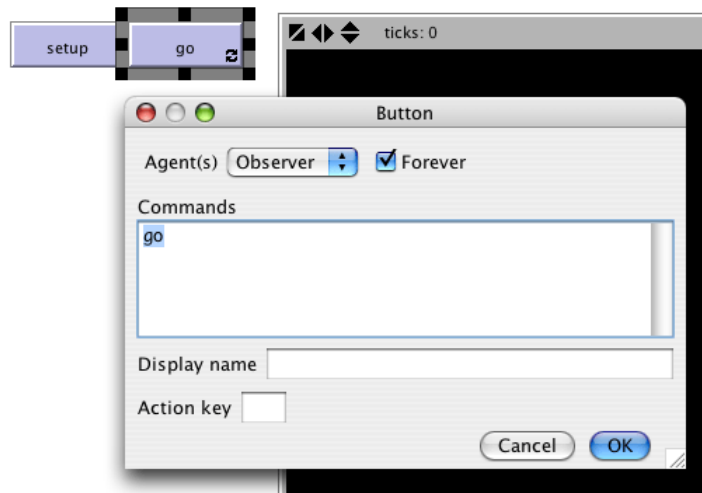 setup
go
ticks: 0
Button
Agent(s) Observer Forever
Commands
go
Display name
Action key
Cancel OK